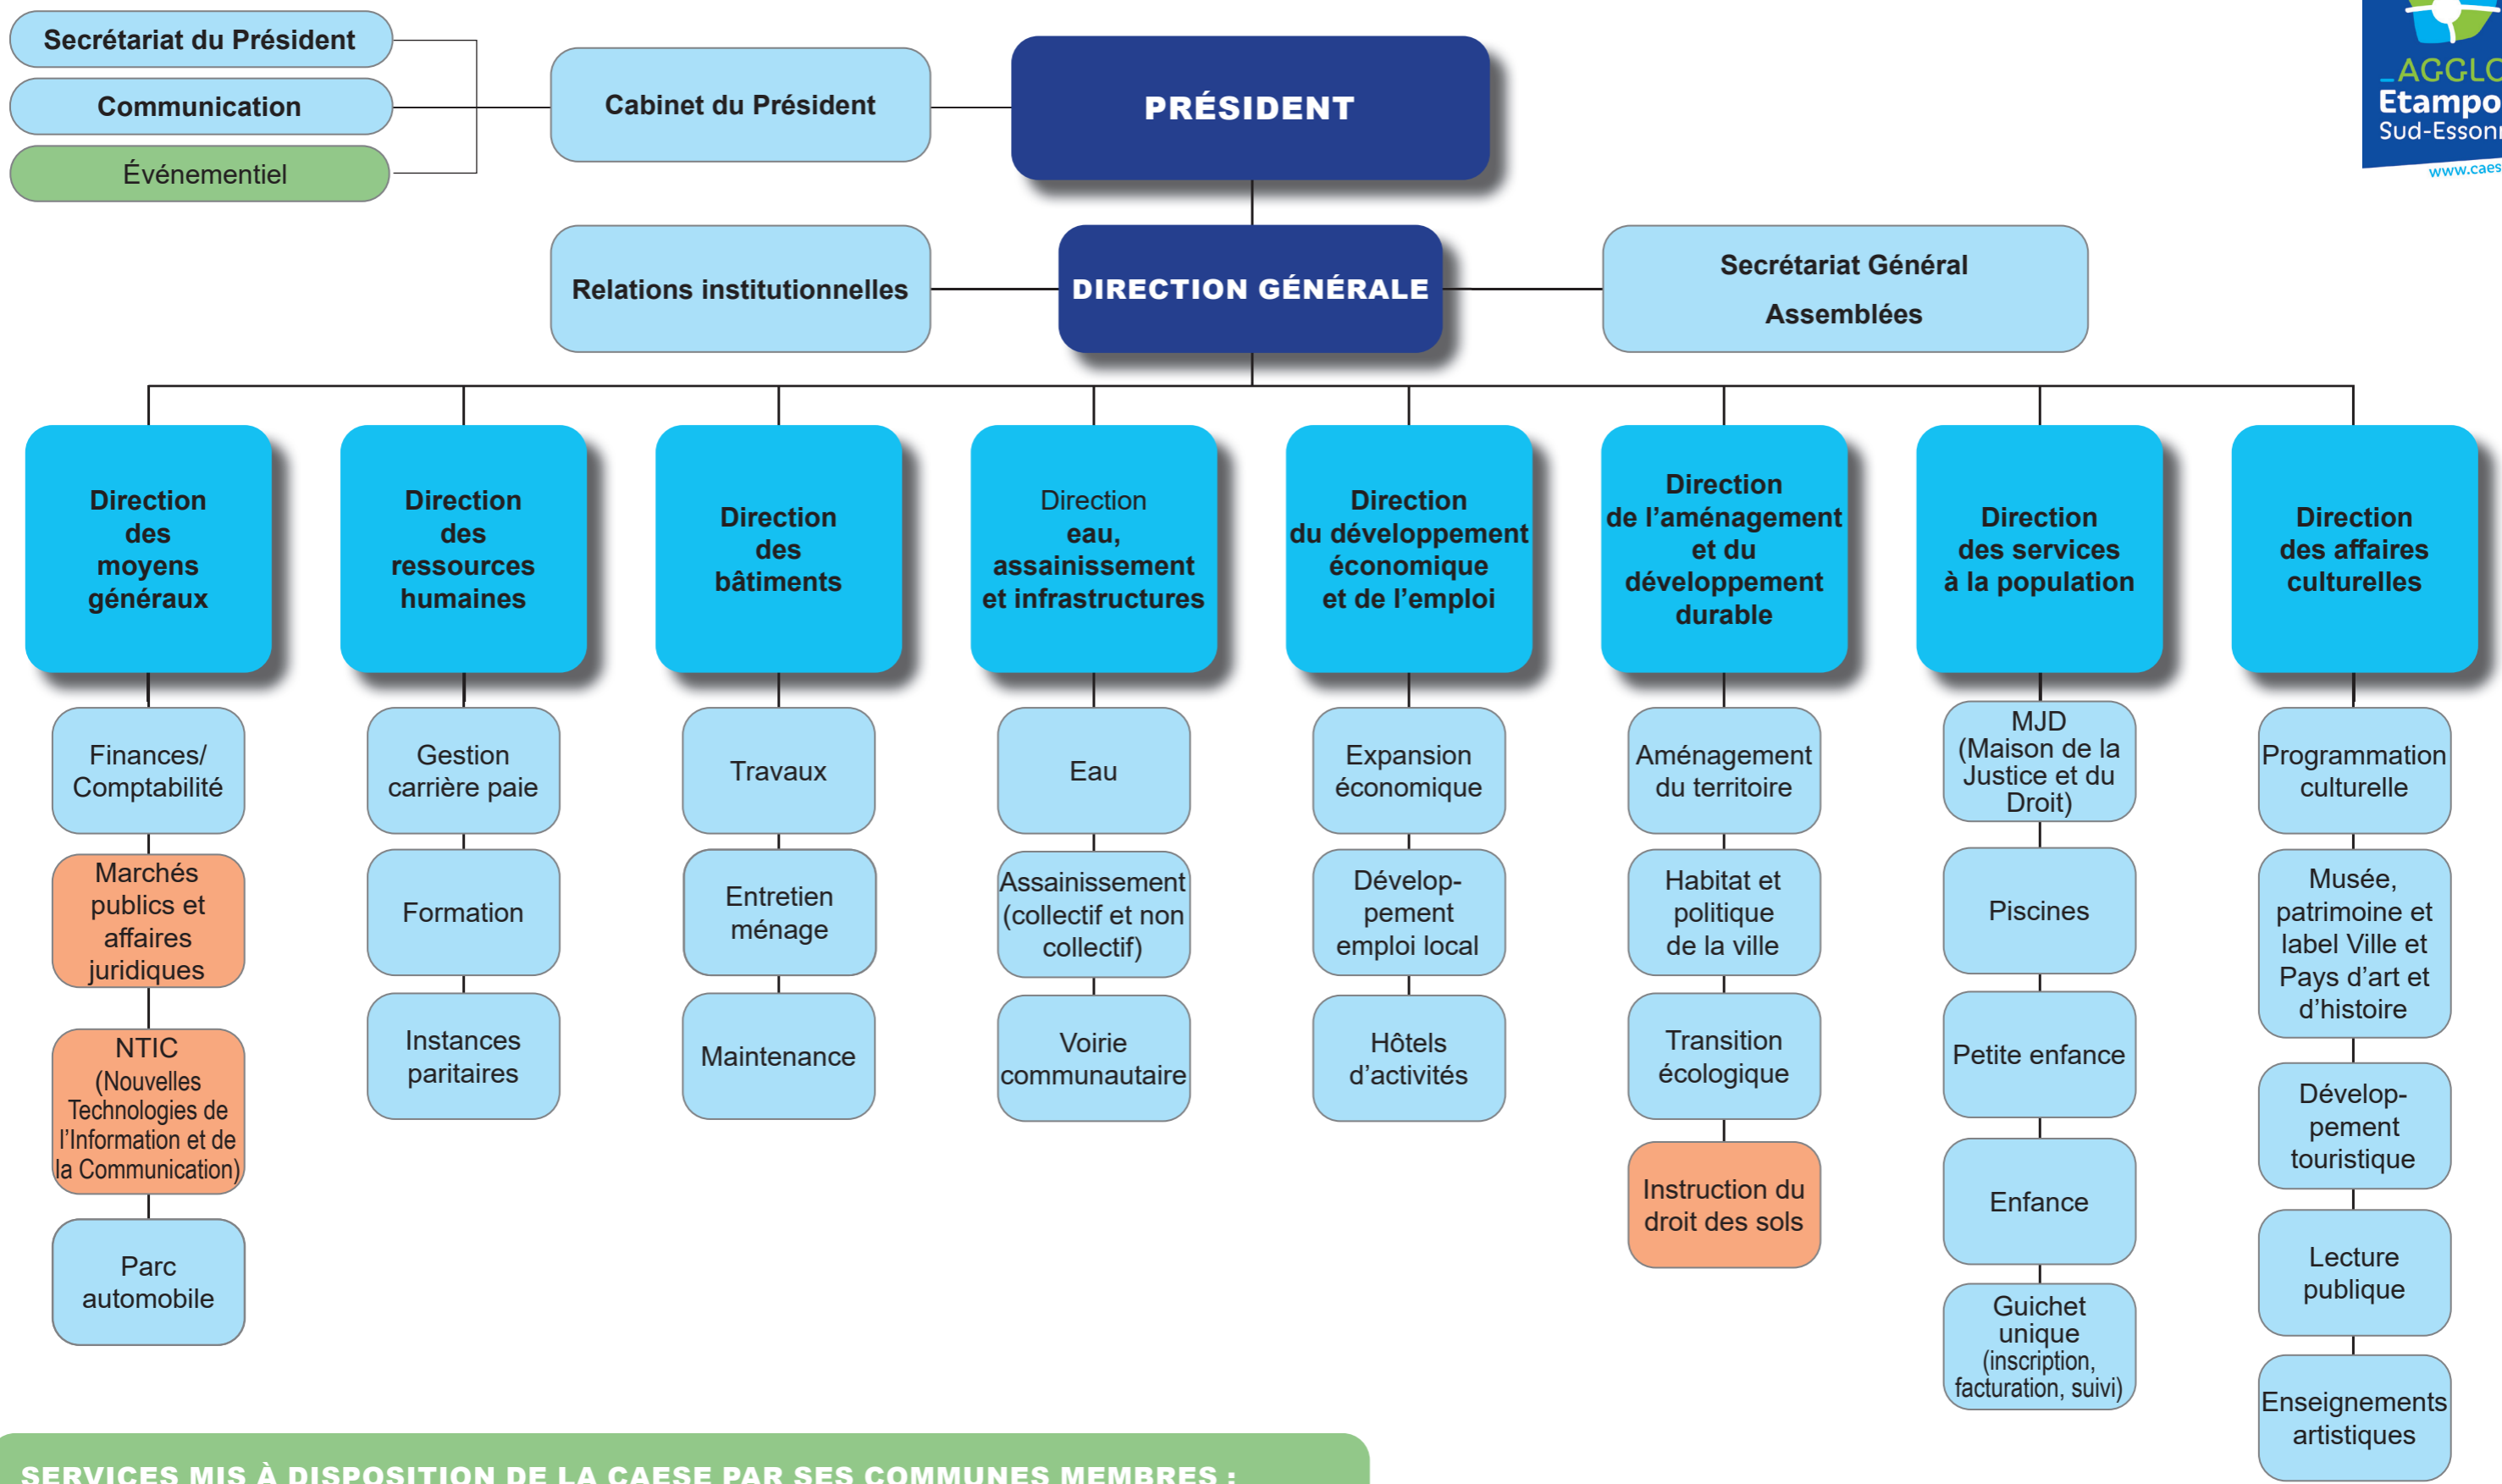 Secrétariat du Président
Communication
Événementiel
Cabinet du Président
PRÉSIDENT
_AGGLO
Sud-Essonn
www.caes
Relations institutionnelles
DIRECTION GÉNÉRALE
Secrétariat Général
Assemblées
Direction
des
moyens
généraux
Direction
des
ressources
humaines
Direction
des
bâtiments
Direction
eau,
assainissement
et infrastructures
Direction
du développement
économique
et de l’emploi
Direction
de l’aménagement
et du
développement
durable
Direction
des services
à la population
Direction
des affaires
culturelles
Finances/
Comptabilité
Marchés
publics et
affaires
juridiques
NTIC
(Nouvelles
Technologies de
l’Information et de
la Communication)
Parc
automobile
Gestion
carrière paie
Formation
Instances
paritaires
Travaux
Entretien
ménage
Maintenance
Eau
Assainissement
(collectif et non
collectif)
Voirie
communautaire
Expansion
économique
Dévelop-
pement
emploi local
Hôtels
d’activités
Aménagement
du territoire
Habitat et
politique
de la ville
Transition
écologique
Instruction du
droit des sols
MJD
(Maison de la
Justice et du
Droit)
Piscines
Petite enfance
Enfance
Guichet
unique
(inscription,
facturation, suivi)
Programmation
culturelle
Musée,
patrimoine et
label Ville et
Pays d’art et
d’histoire
Dévelop-
pement
touristique
Lecture
publique
Enseignements
artistiques
SERVICES MIS À DISPOSITION DE LA CAESE PAR SES COMMUNES MEMBRES :